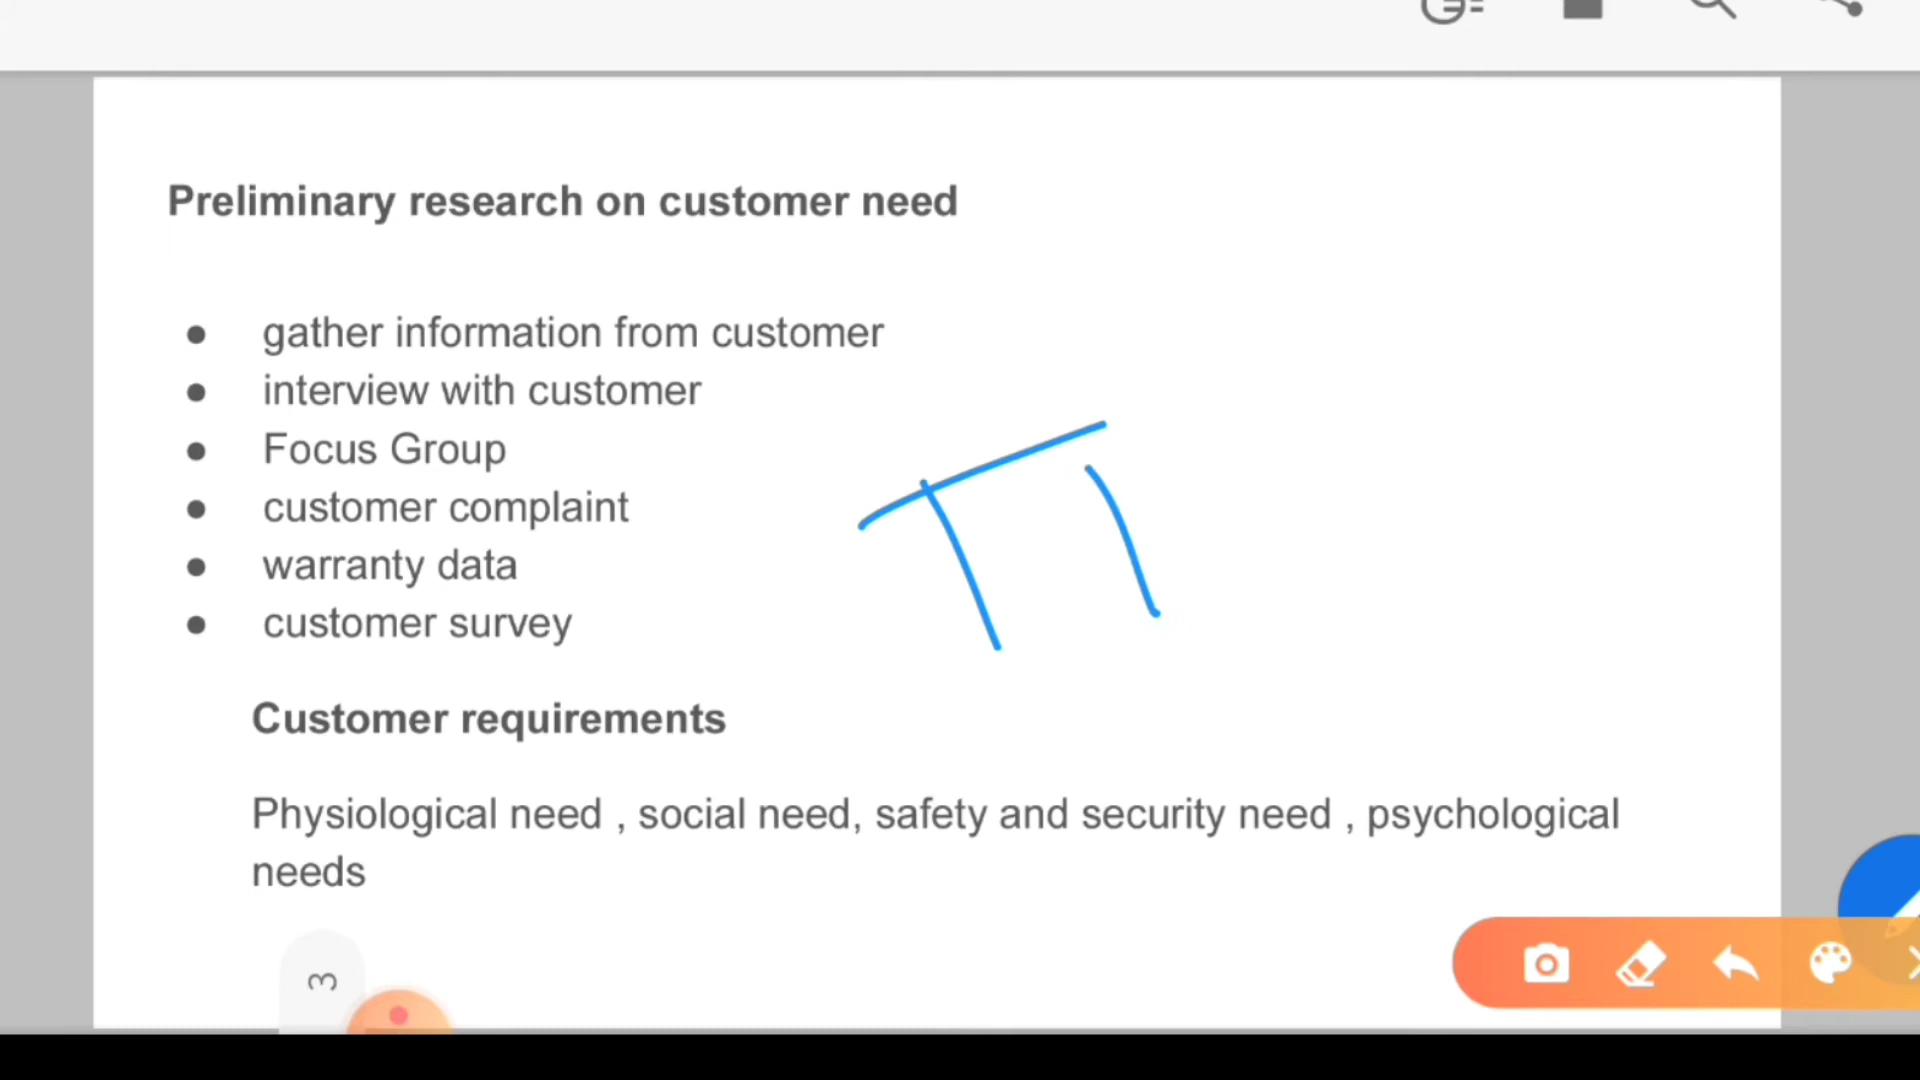 Preliminary research on customer need
● gather information from customer
● interview with customer
● Focus Group
● customer complaint
● warranty data
● customer survey
Customer requirements
Physiological need , social need, safety and security need , psychological
needs
3